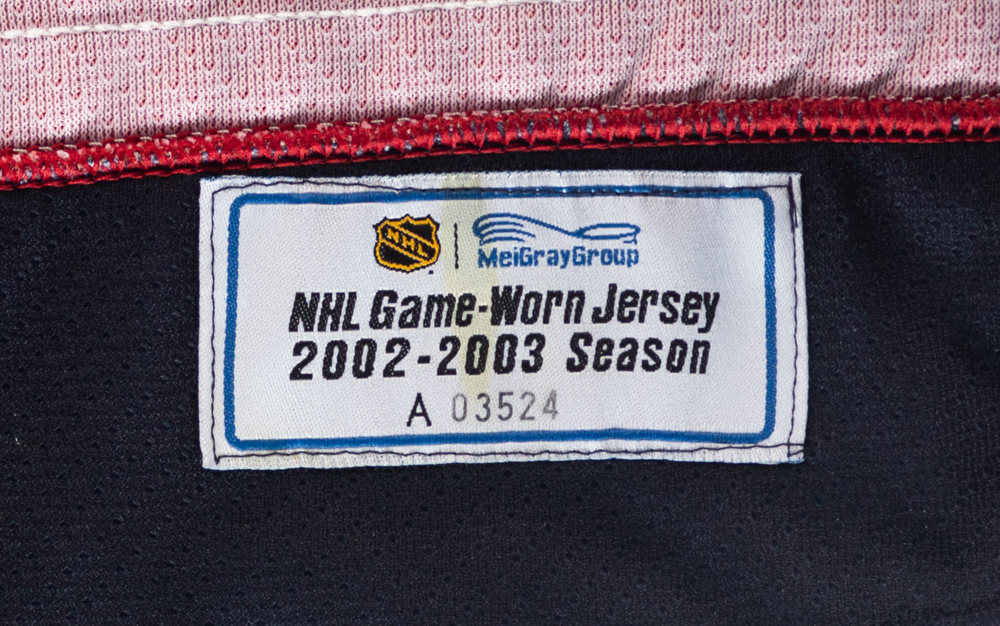 NHL
MeiGrayGroup
NHL Game-Worn Jersey
2002-2003 Season
A 03524